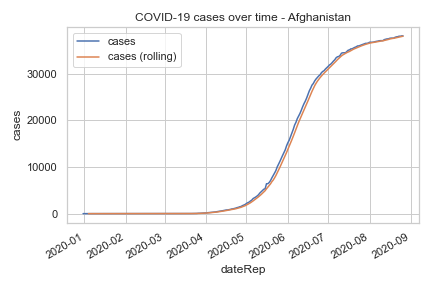 COVID-19 cases over time - Afghanistan
cases
cases (rolling)
30000
20000
10000
0
cases
2020-01
2020-02
2020-03
2020-04
2020-05
2020-06
2020-07
2020-08
2020-09
dateRep